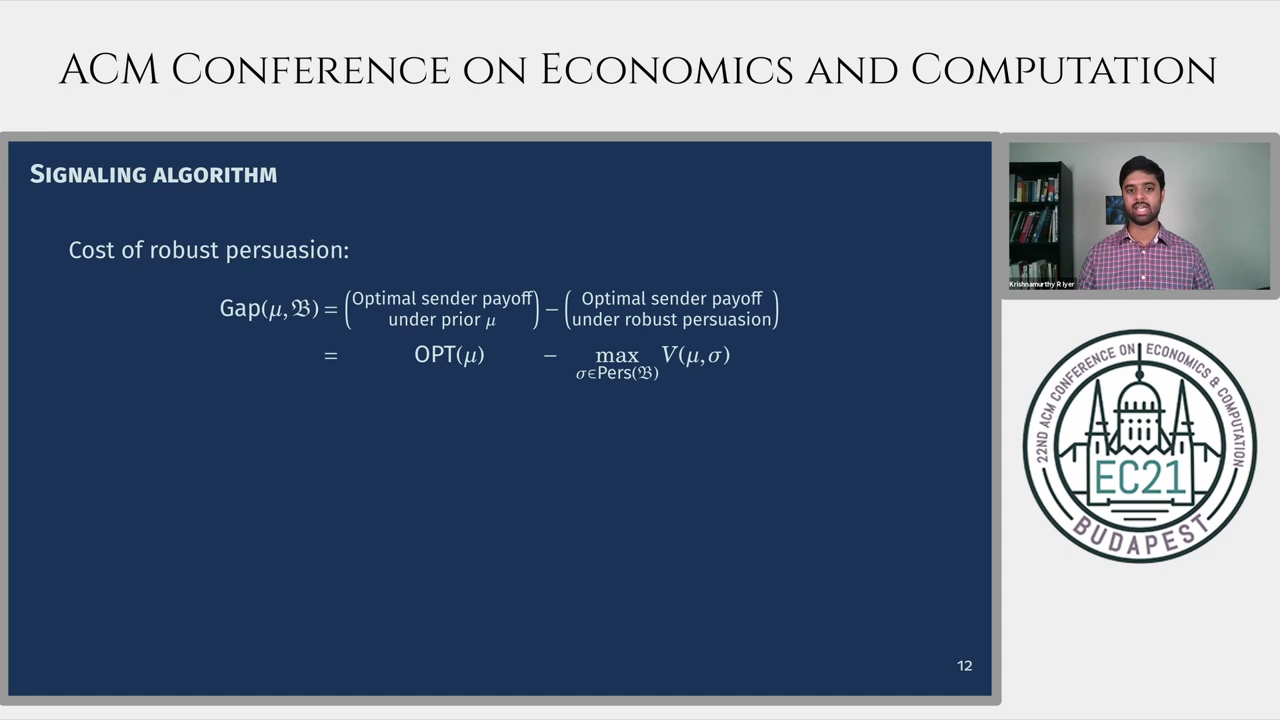 ACM Conference on Economics and Computation
Signaling algorithm
Cost of robust persuasion:
Gap(μ, 𝔅) = (Optimal sender payoff under prior μ) − (Optimal sender payoff under robust persuasion)
= OPT(μ) − max_{σ∈Pers(𝔅)} V(μ, σ)
12
Krishnamurthy R Iyer
22ND ACM CONFERENCE ON ECONOMICS & COMPUTATION
EC21
BUDAPEST